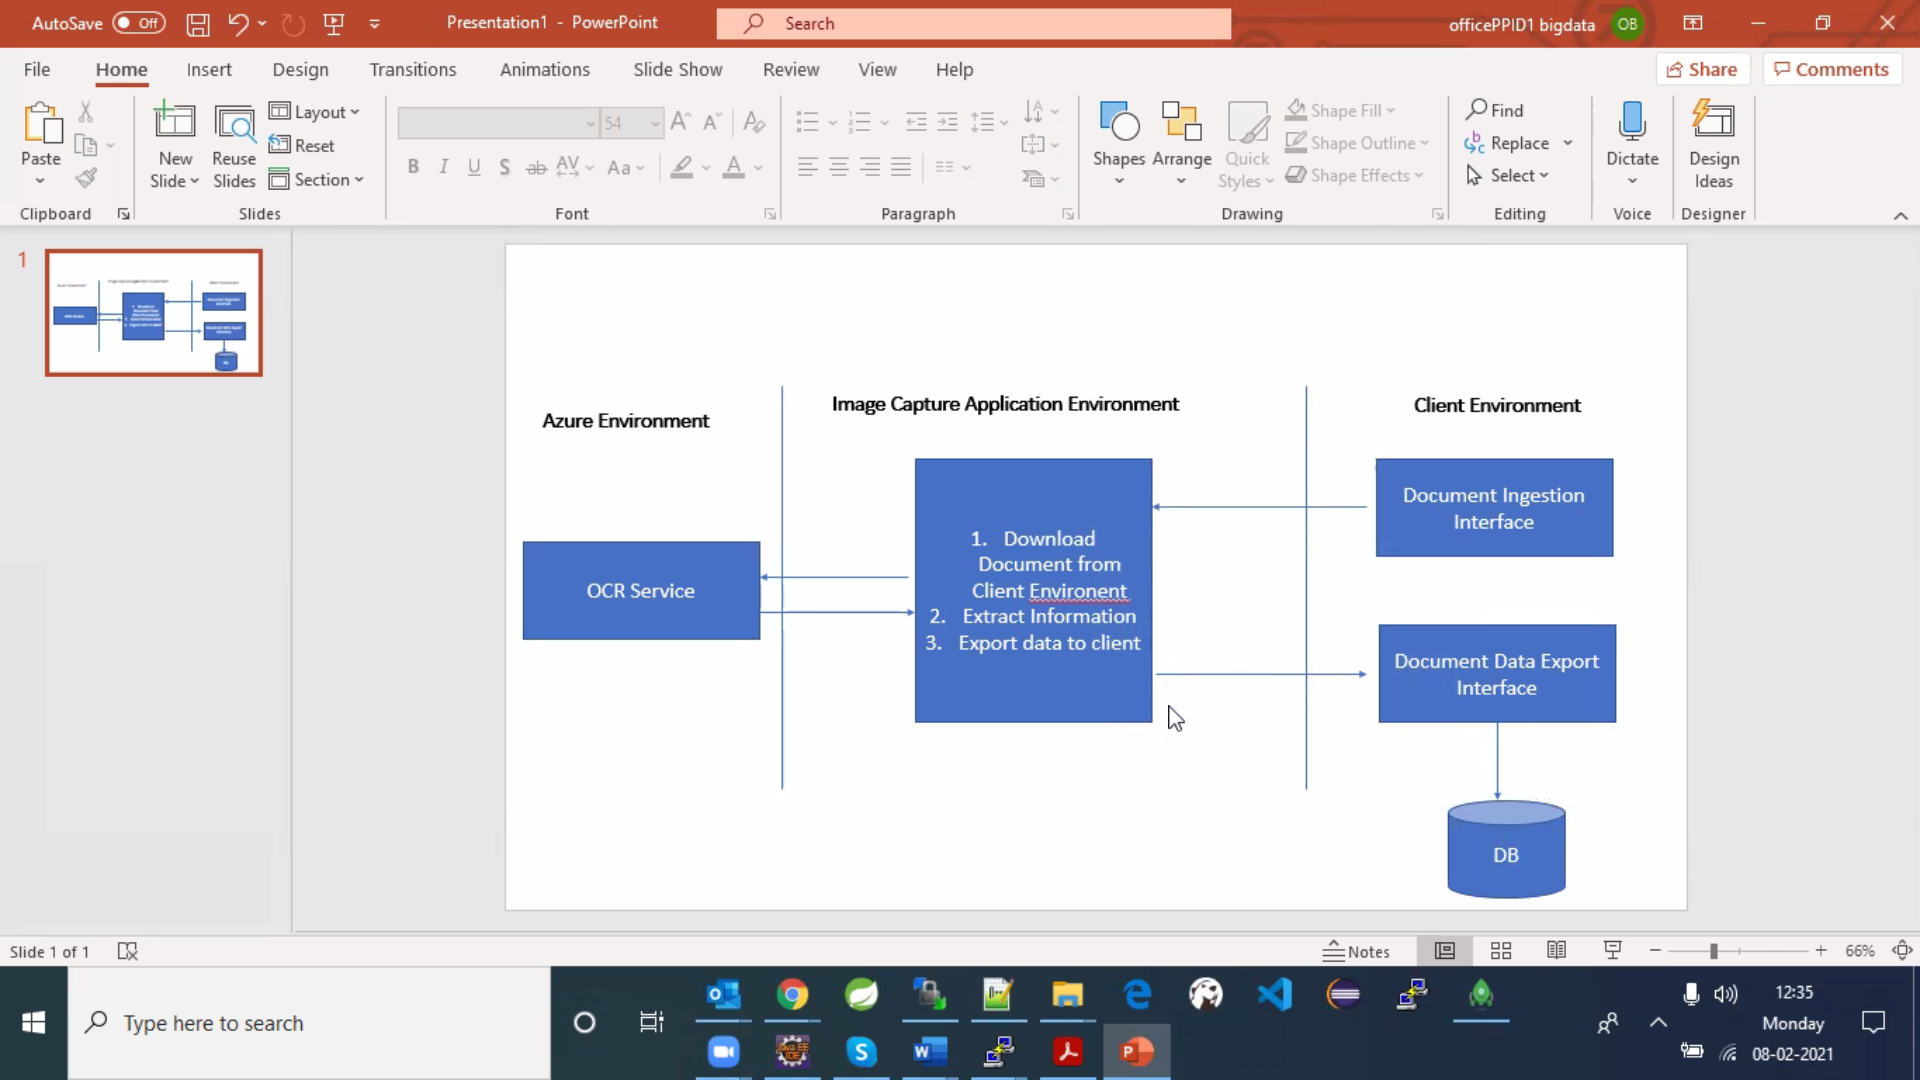 AutoSave Off Presentation1 - PowerPoint Search officePPID1 bigdata OB
File Home Insert Design Transitions Animations Slide Show Review View Help Share Comments
Paste
New
Slide
Reuse
Slides
Layout
Reset
Section
54
B I U S ab AV Aa A
Shapes
Arrange
Quick
Styles
Shape Fill
Shape Outline
Shape Effects
Find
Replace
Select
Dictate
Design
Ideas
Clipboard Slides Font Paragraph Drawing Editing Voice Designer
1
Azure Environment
Image Capture Application Environment
Client Environment
OCR Service
1. Download
Document from
Client Environent
2. Extract Information
3. Export data to client
Document Ingestion
Interface
Document Data Export
Interface
DB
Slide 1 of 1 Notes 66%
Type here to search
12:35
Monday
08-02-2021